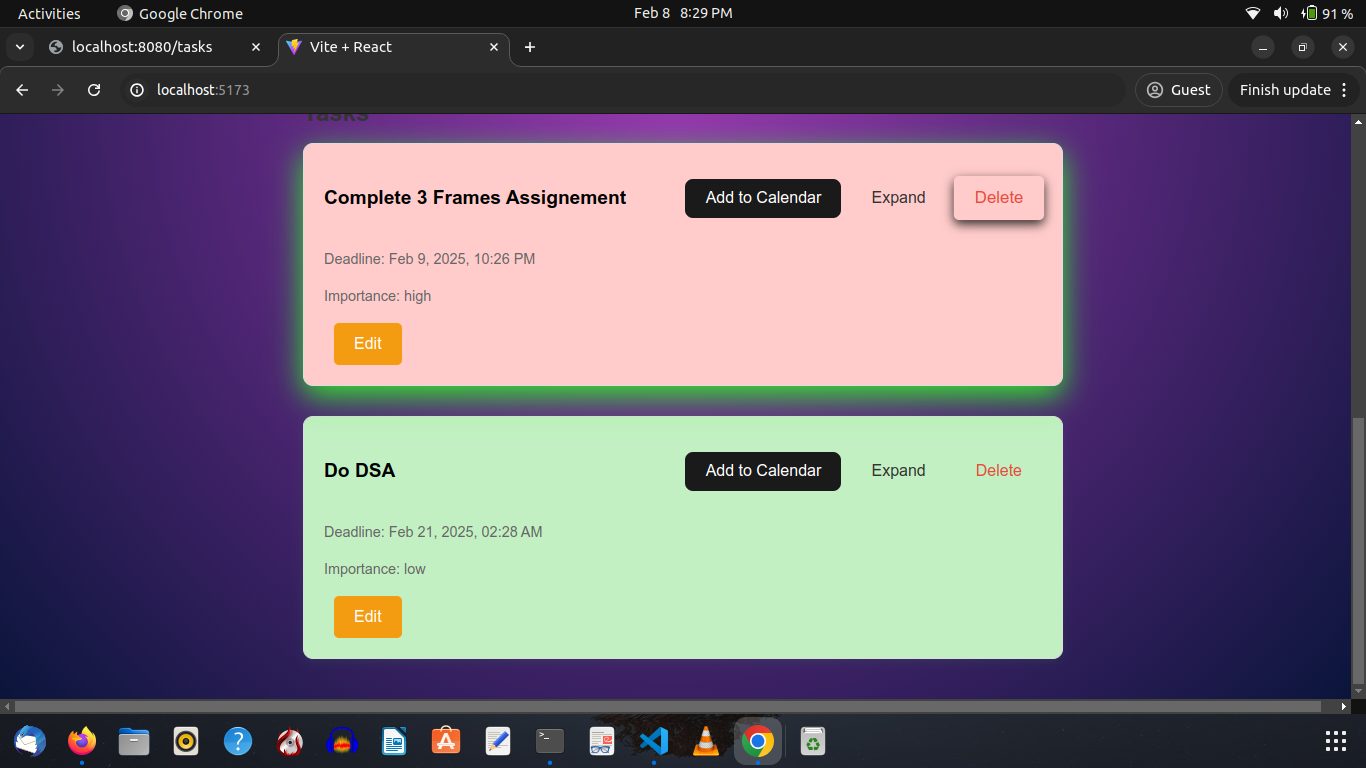 Activities Google Chrome Feb 8 8:29 PM 91 %
localhost:8080/tasks Vite + React
localhost:5173 Guest Finish update
Tasks
Complete 3 Frames Assignement Add to Calendar Expand Delete
Deadline: Feb 9, 2025, 10:26 PM
Importance: high
Edit
Do DSA Add to Calendar Expand Delete
Deadline: Feb 21, 2025, 02:28 AM
Importance: low
Edit